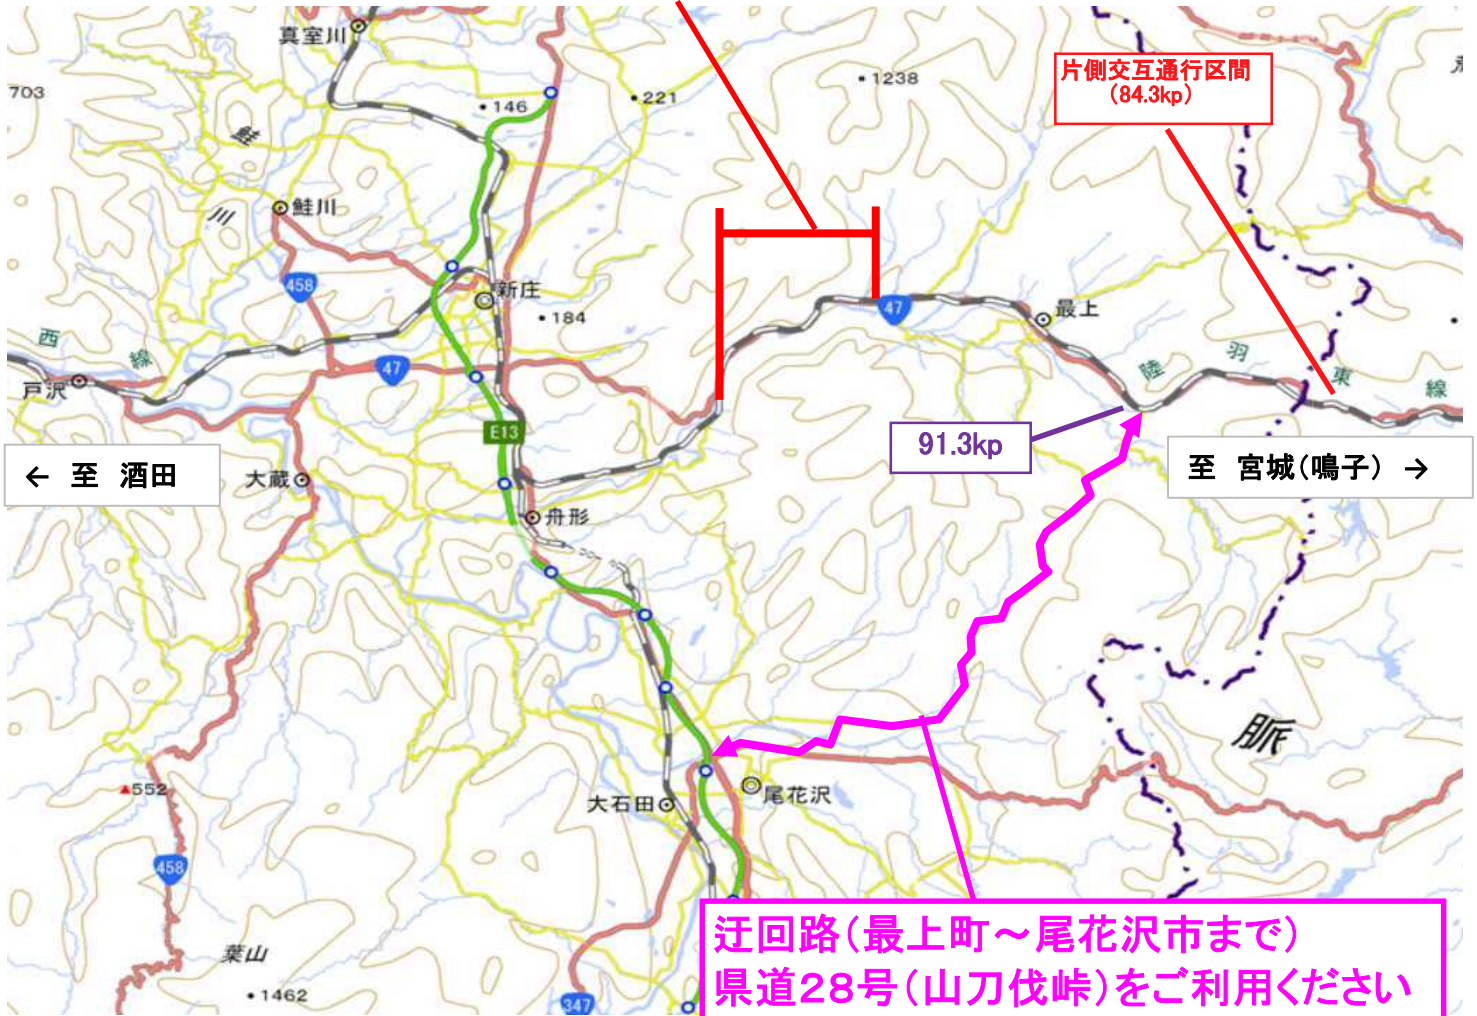 真室川
703
・146
・221
・1238
片側交互通行区間
(84.3kp)
鮭
川
鮭川
458
新庄
・184
47
最上
西
線
戸沢
47
陸
羽
東
線
E13
91.3kp
← 至 酒田
至 宮城(鳴子) →
大蔵
舟形
脈
552
大石田
尾花沢
458
葉山
・1462
347
迂回路(最上町～尾花沢市まで)
県道28号(山刀伐峠)をご利用ください